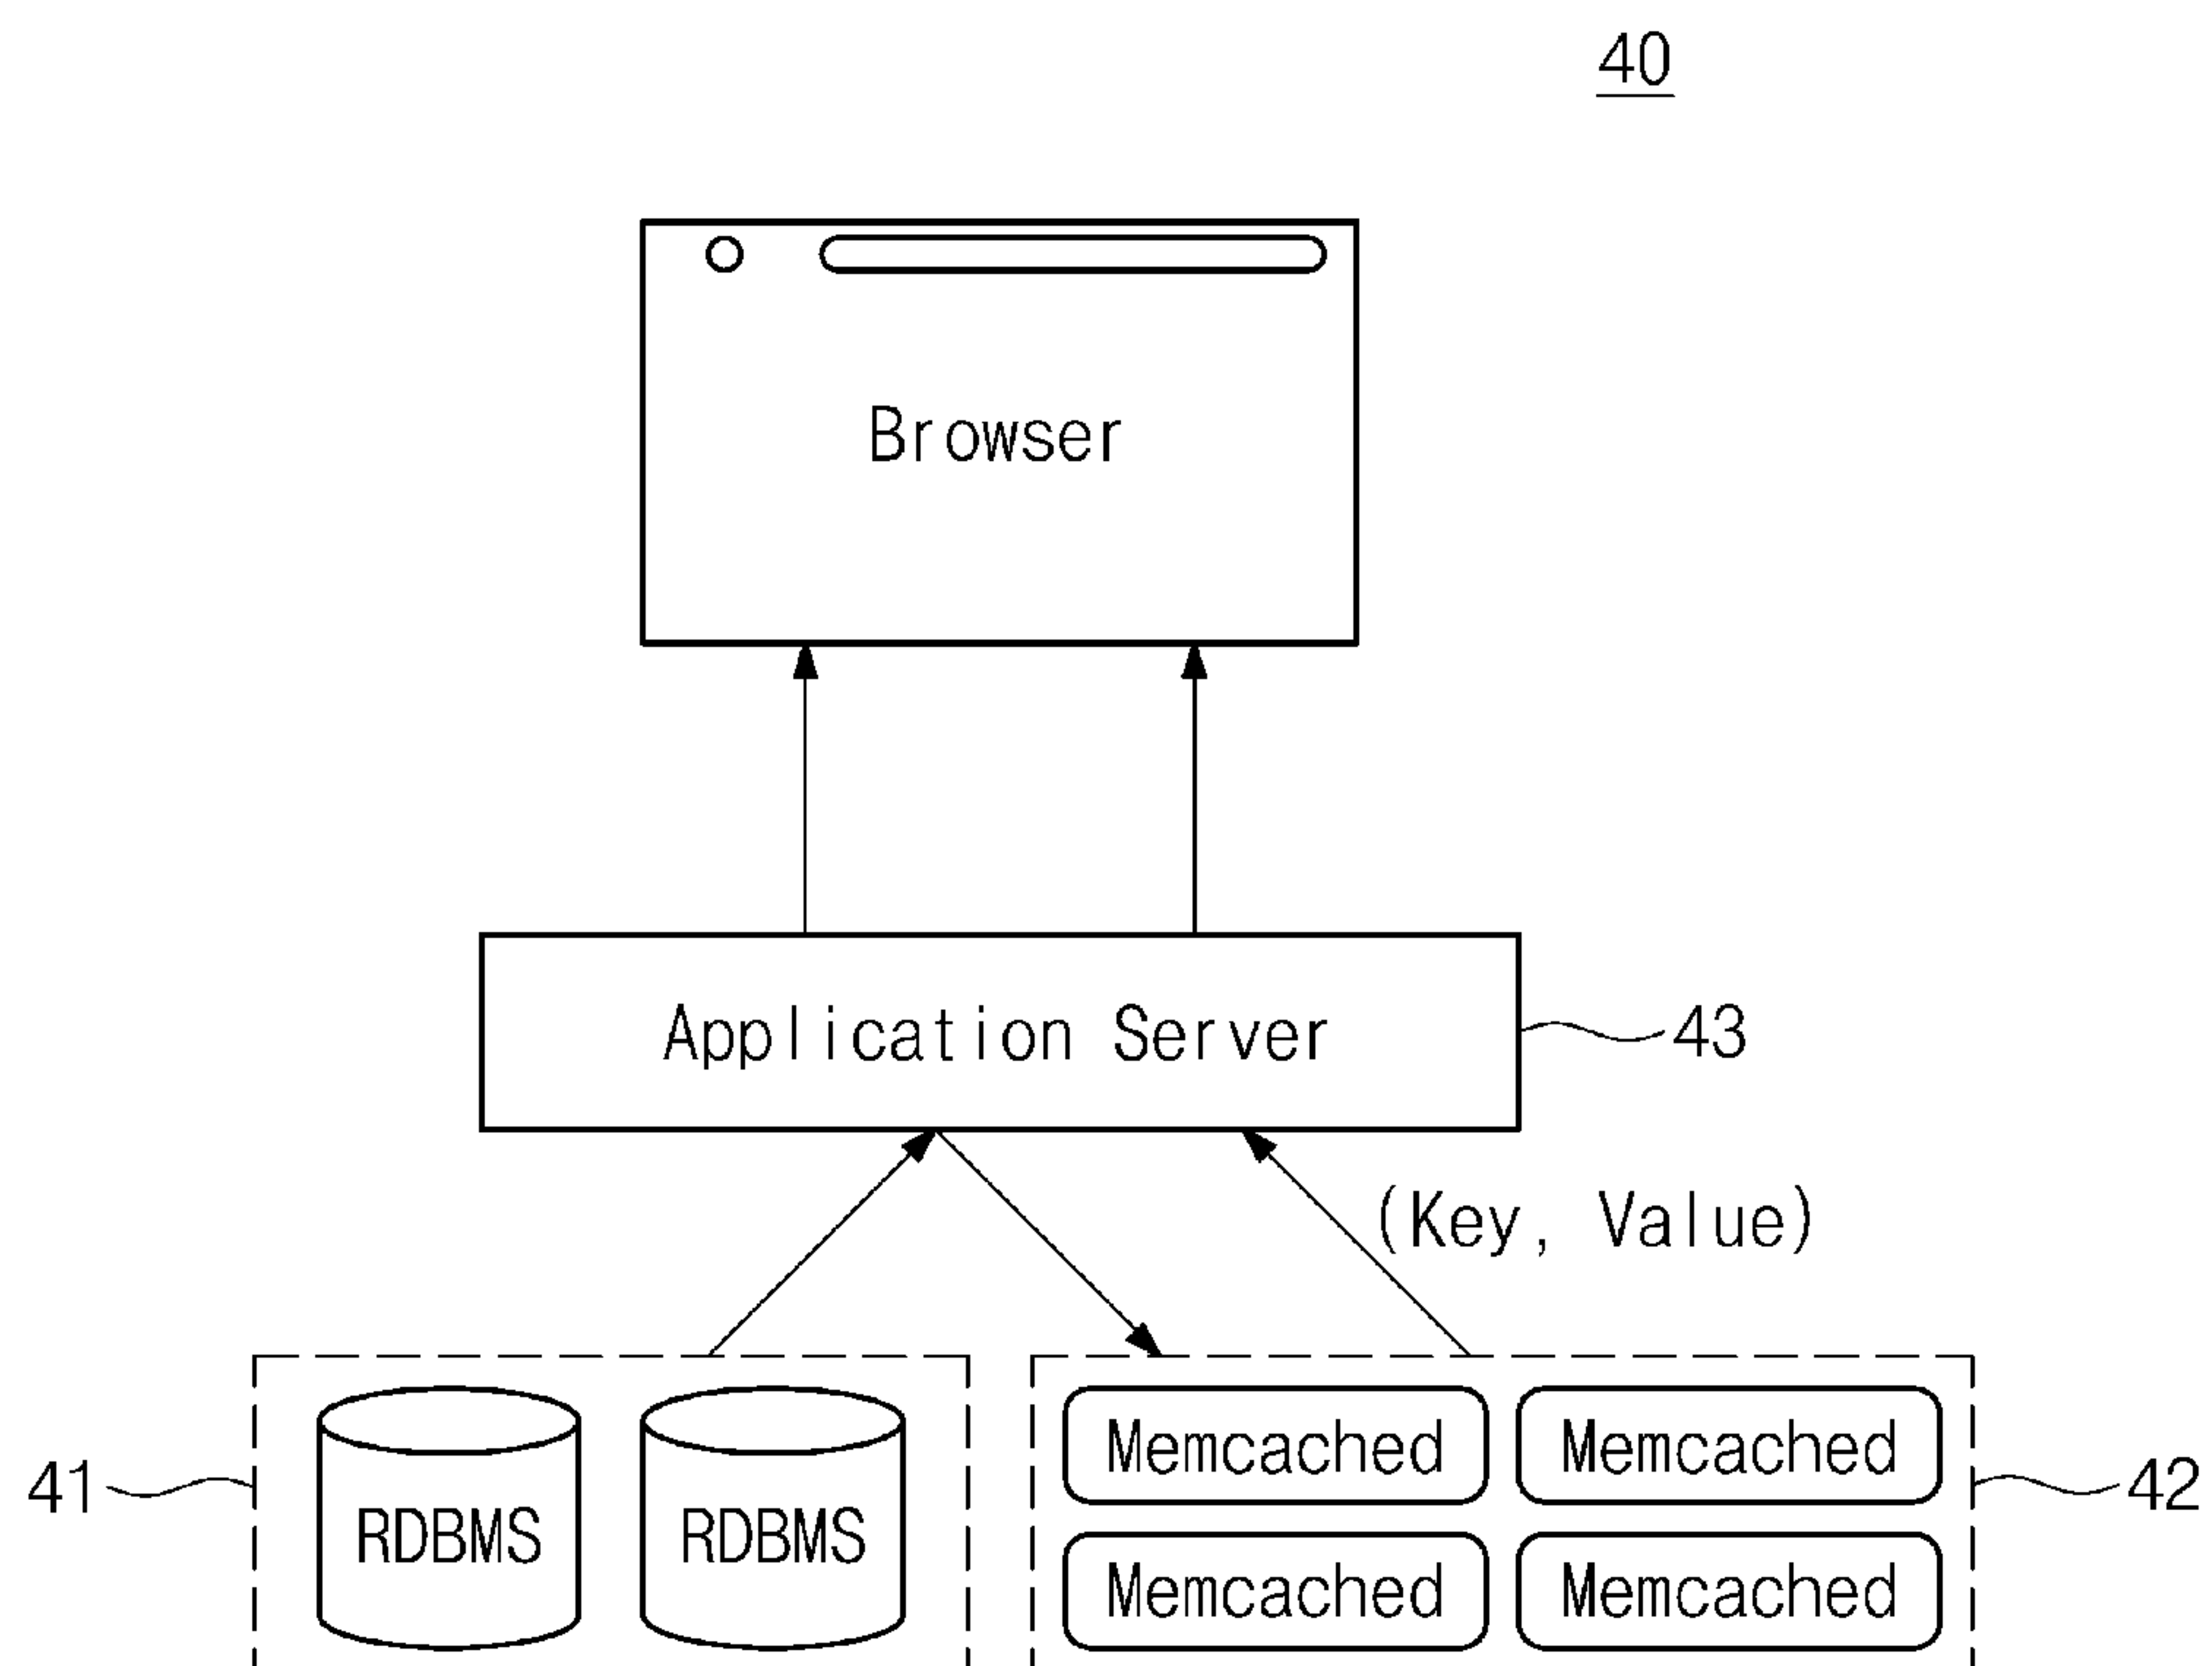 40
Browser
Application Server
43
(Key, Value)
41
RDBMS
RDBMS
Memcached
Memcached
42
Memcached
Memcached